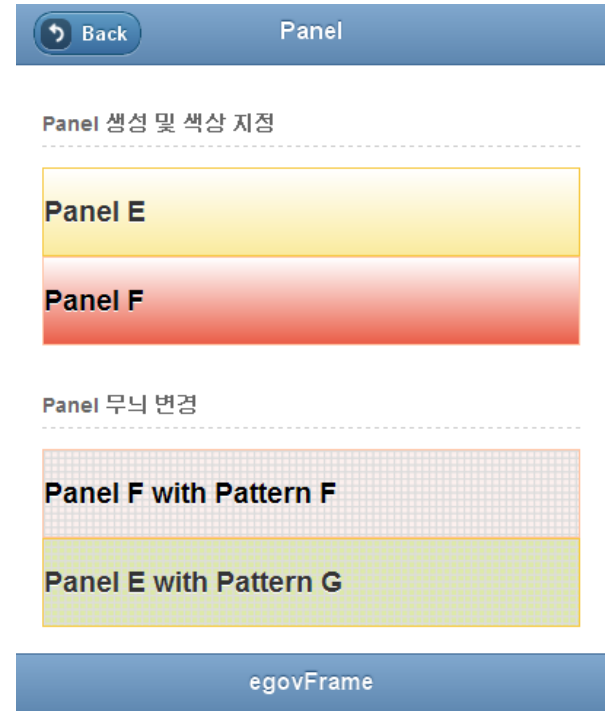 Back
Panel
Panel 생성 및 색상 지정
Panel E
Panel F
Panel 무늬 변경
Panel F with Pattern F
Panel E with Pattern G
egovFrame